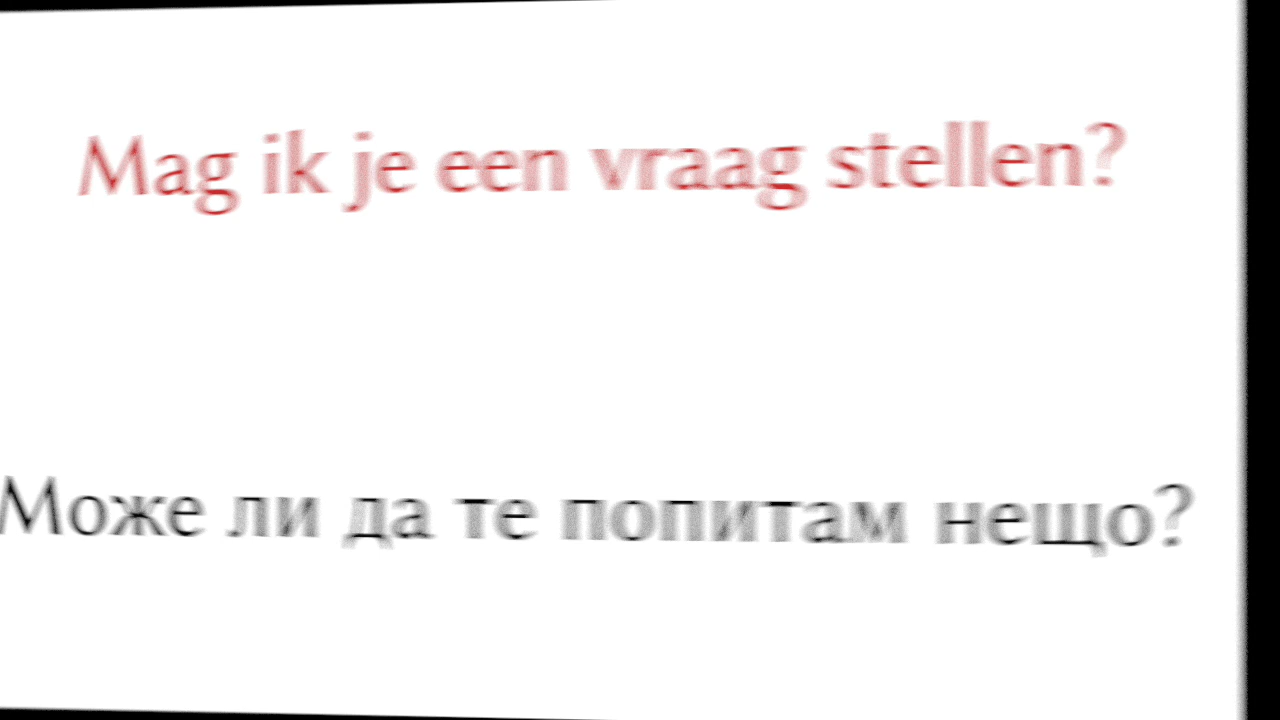 Mag ik je een vraag stellen?
Може ли да те попитам нещо?